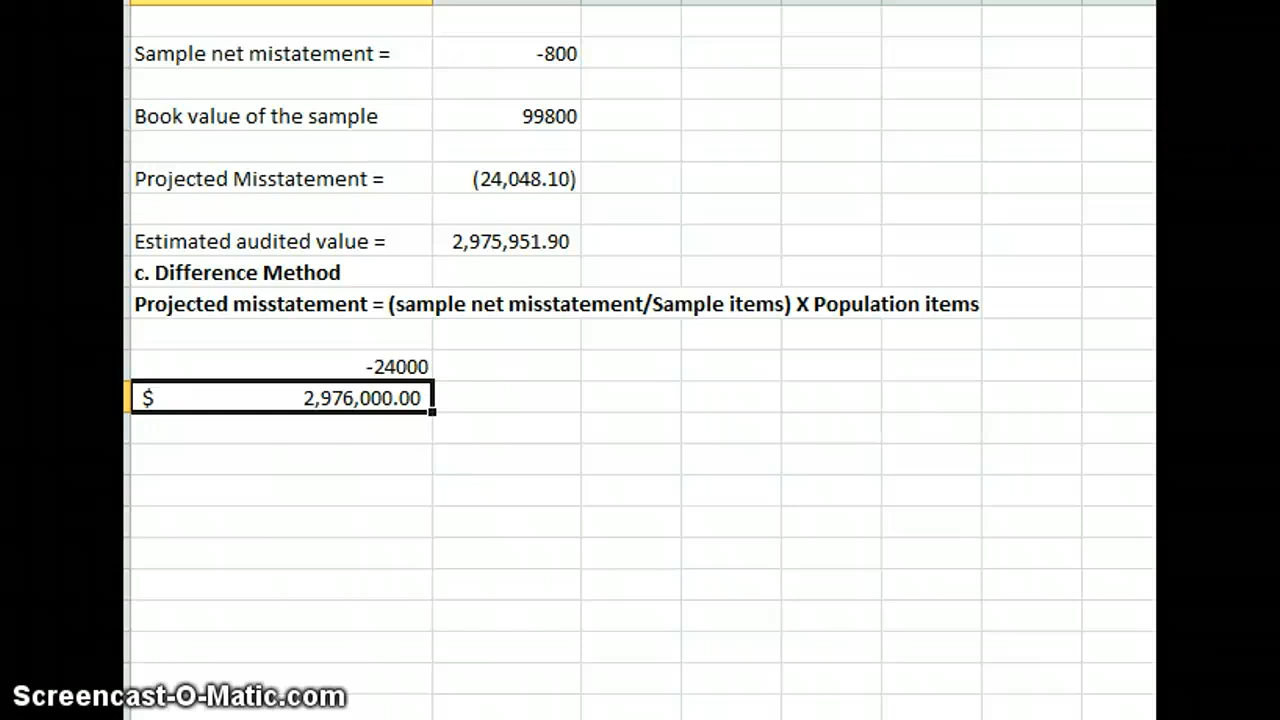 Sample net mistatement = -800
Book value of the sample 99800
Projected Misstatement = (24,048.10)
Estimated audited value = 2,975,951.90
c. Difference Method
Projected misstatement = (sample net misstatement/Sample items) X Population items
-24000
$ 2,976,000.00
Screencast-O-Matic.com